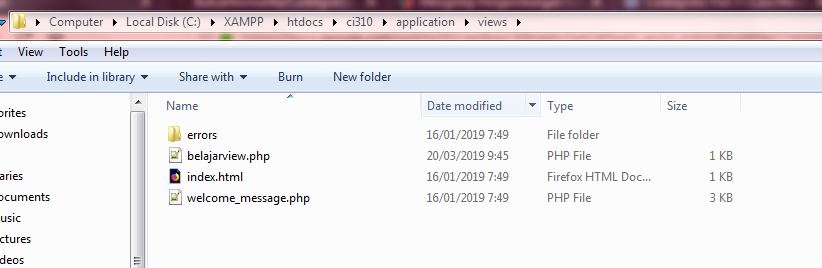 Computer Local Disk (C:) XAMPP htdocs ci310 application views
t View Tools
e Include in library Share with Burn New folder
Name Date modified Type Size
orites
ownloads
aries
ocuments
usic
ctures
deos
errors 16/01/2019 7:49 File folder
belajarview.php 20/03/2019 9:45 PHP File 1 KB
index.html 16/01/2019 7:49 Firefox HTML Doc... 1 KB
welcome_message.php 16/01/2019 7:49 PHP File 3 KB